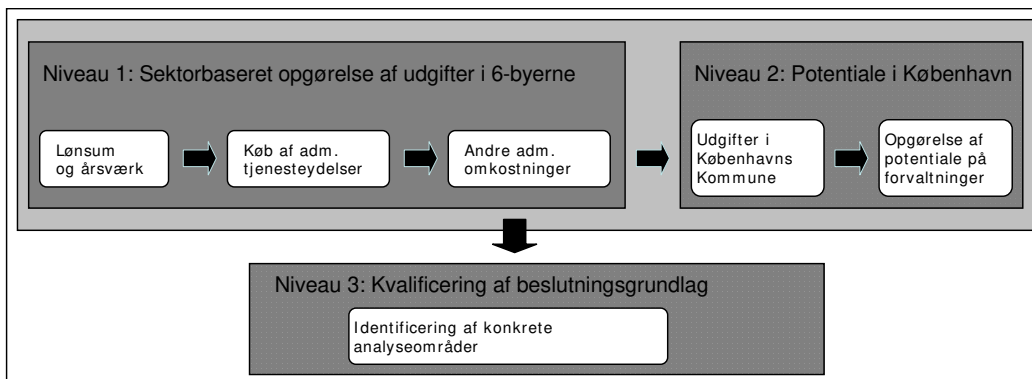 Niveau 1: Sektorbaseret opgørelse af udgifter i 6-byerne
Lønsum
og årsværk
Køb af adm.
tjenesteydelser
Andre adm.
omkostninger
Niveau 2: Potentiale i København
Udgifter i
Københavns
Kommune
Opgørelse af
potentiale på
forvaltninger
Niveau 3: Kvalificering af beslutningsgrundlag
Identificering af konkrete
analyseområder